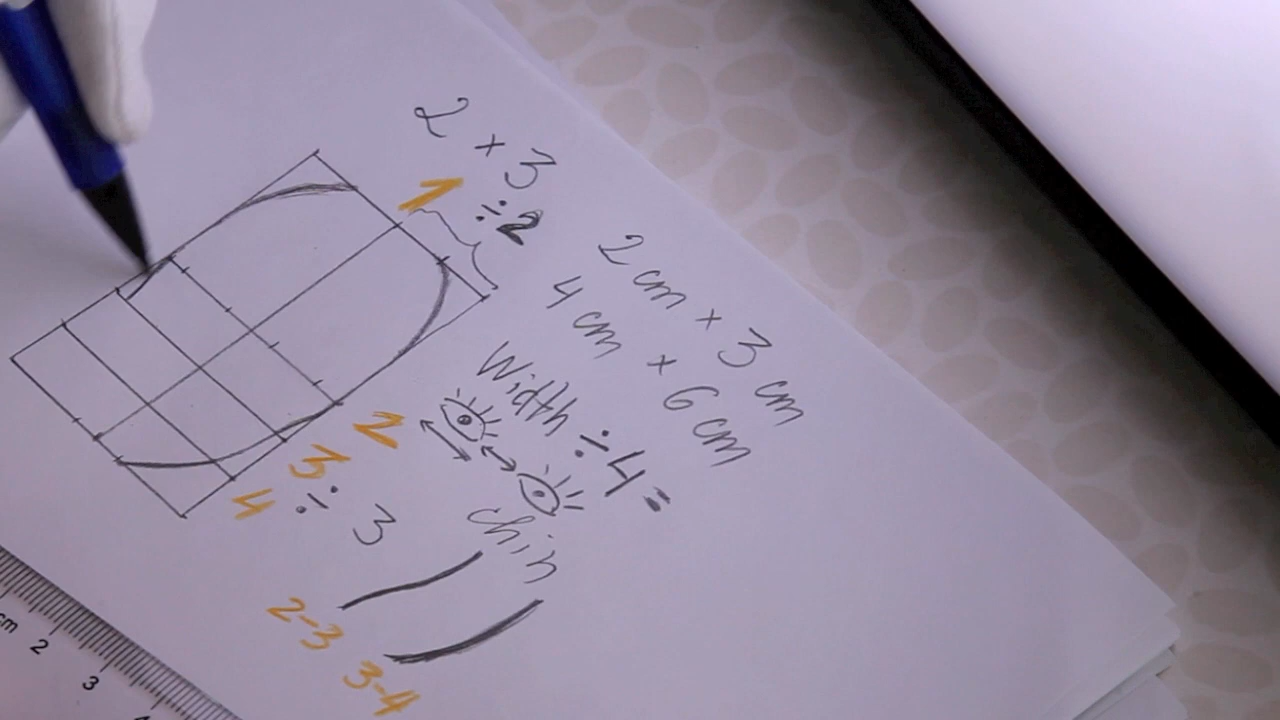 2 x 3
1
÷ 2
2 cm x 3 cm
4 cm x 6 cm
Width ÷ 4 =
2
3
4
÷ 3
chin
2-3
3-4
cm 2 3 4